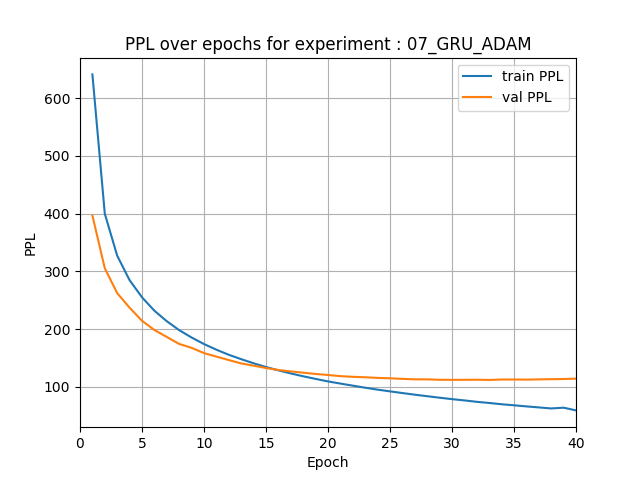 PPL over epochs for experiment : 07_GRU_ADAM
train PPL
val PPL
600
500
400
300
200
100
PPL
0 5 10 15 20 25 30 35 40
Epoch